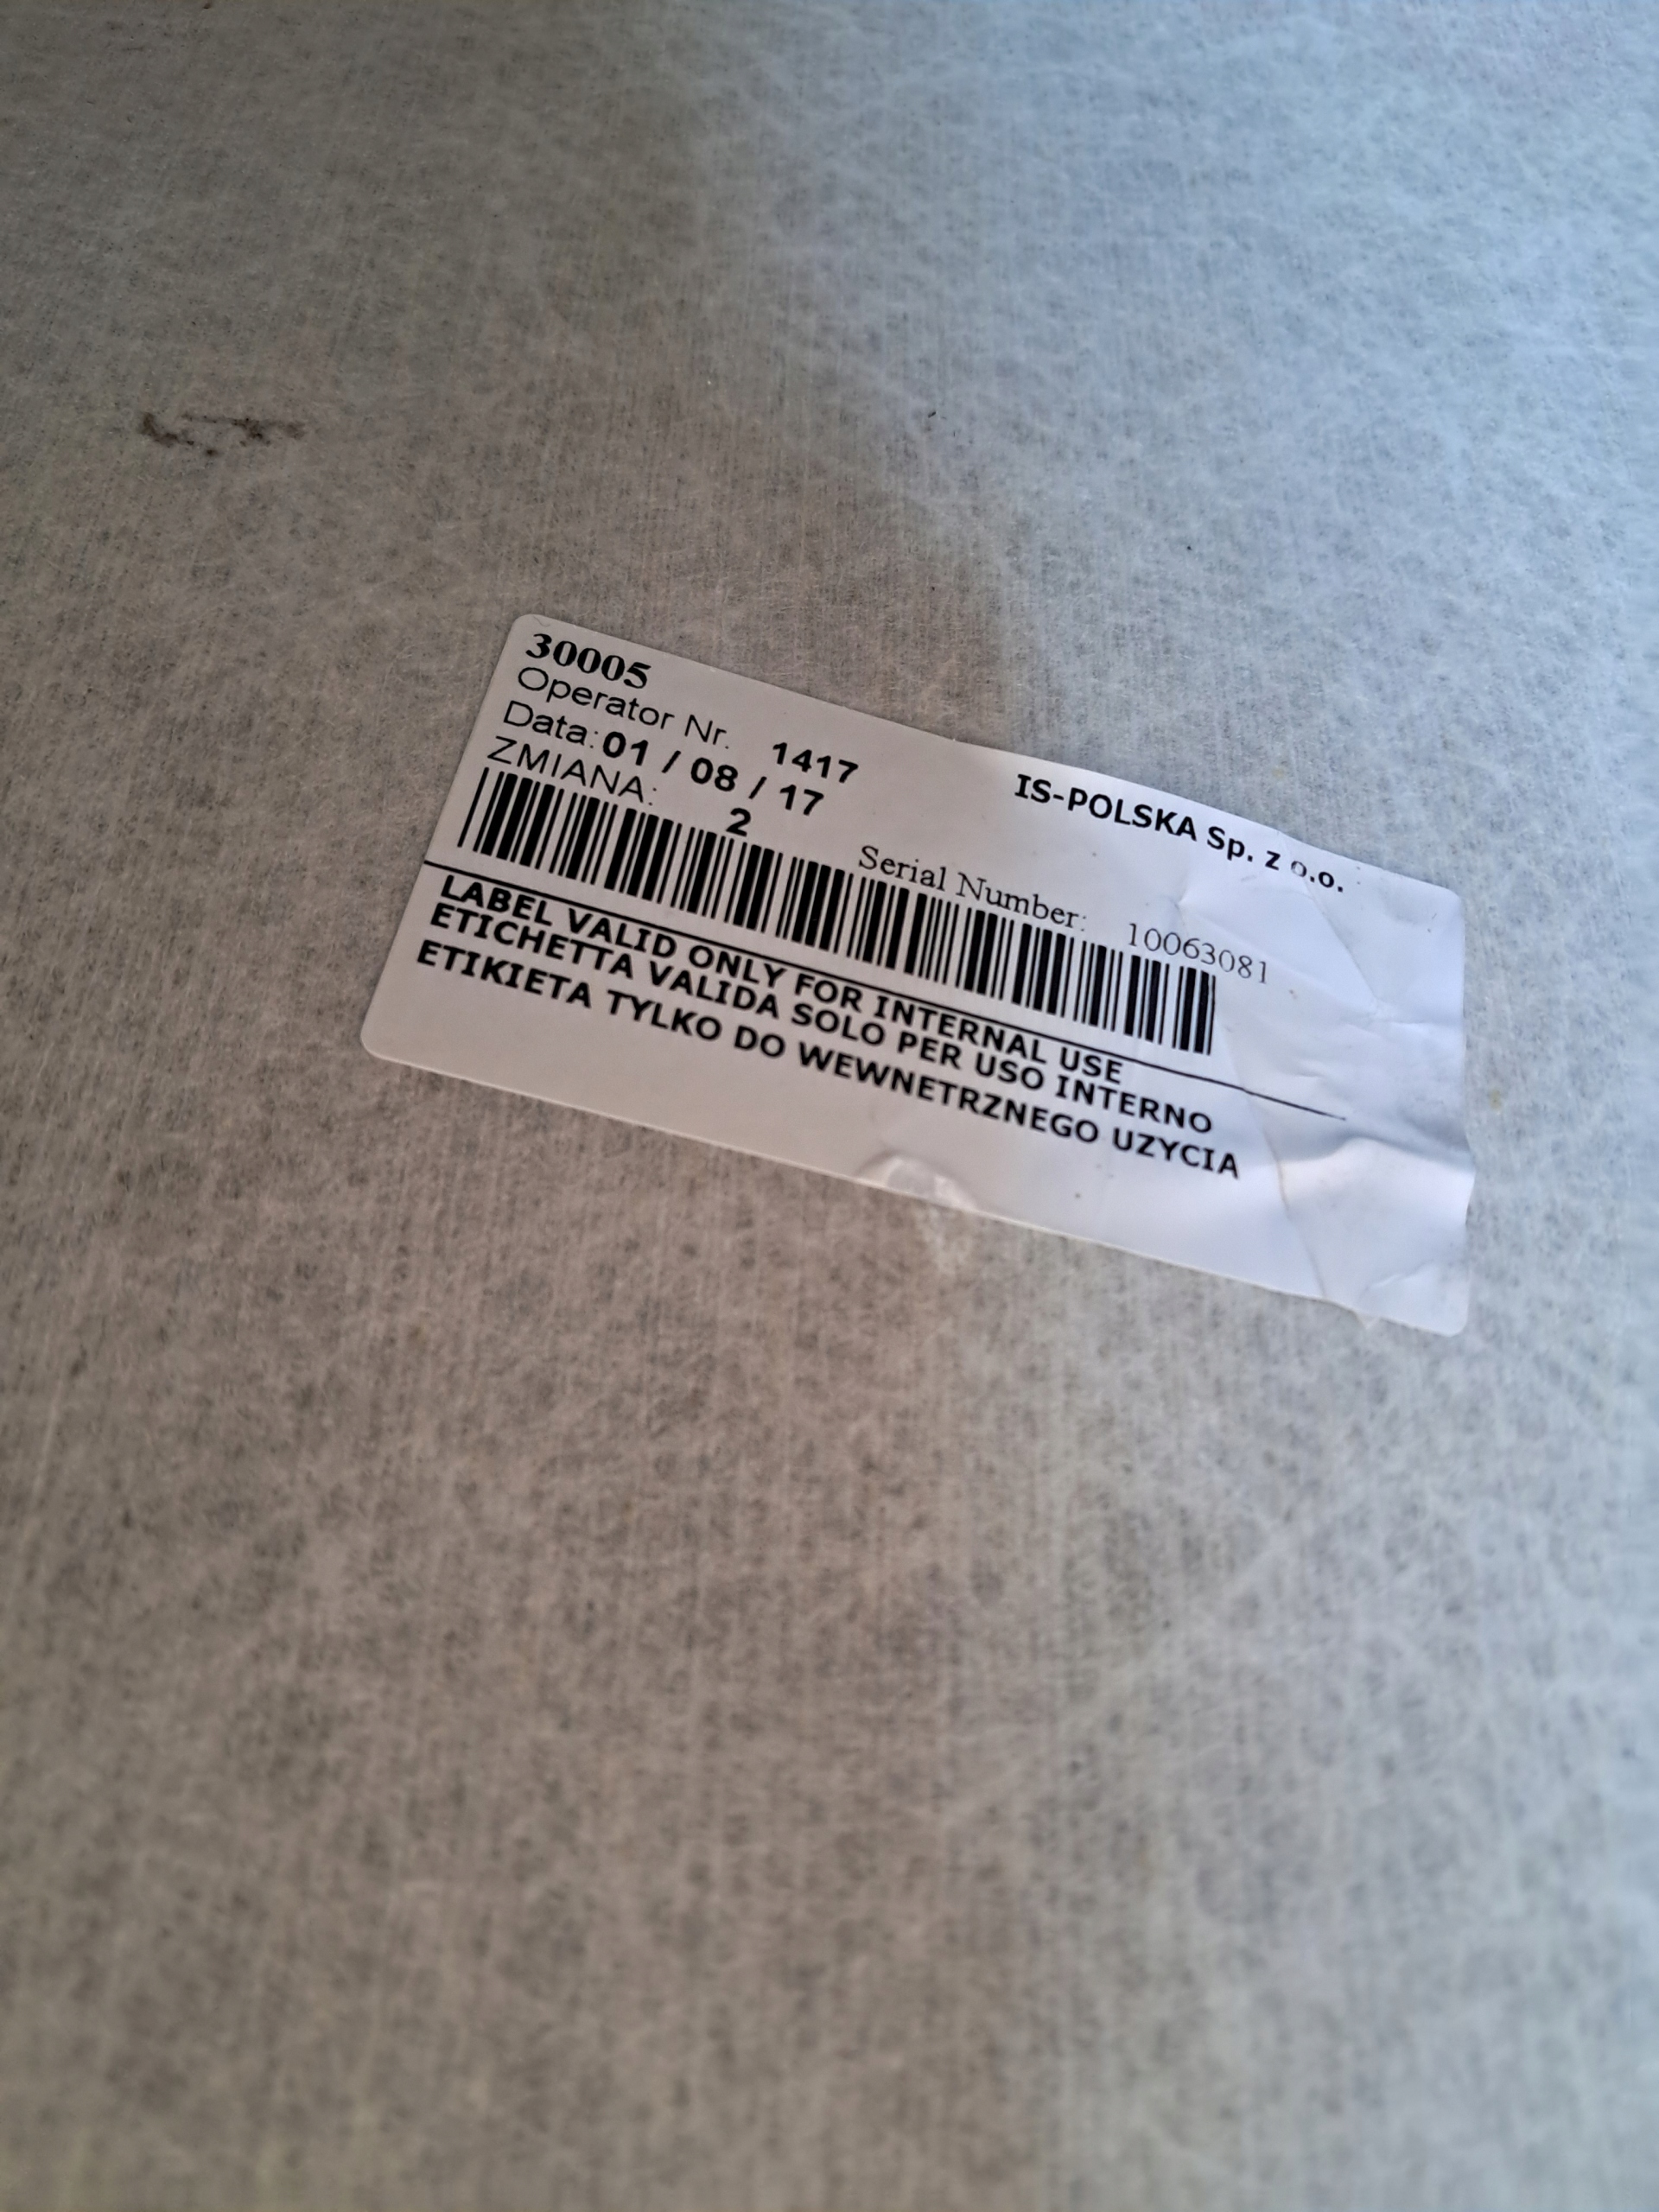 30005
Operator Nr. 1417
Data: 01 / 08 / 17
IS-POLSKA Sp. z o.o.
ZMIANA: 2
Serial Number: 10063081
LABEL VALID ONLY FOR INTERNAL USE
ETICHETTA VALIDA SOLO PER USO INTERNO
ETIKIETA TYLKO DO WEWNETRZNEGO UZYCIA